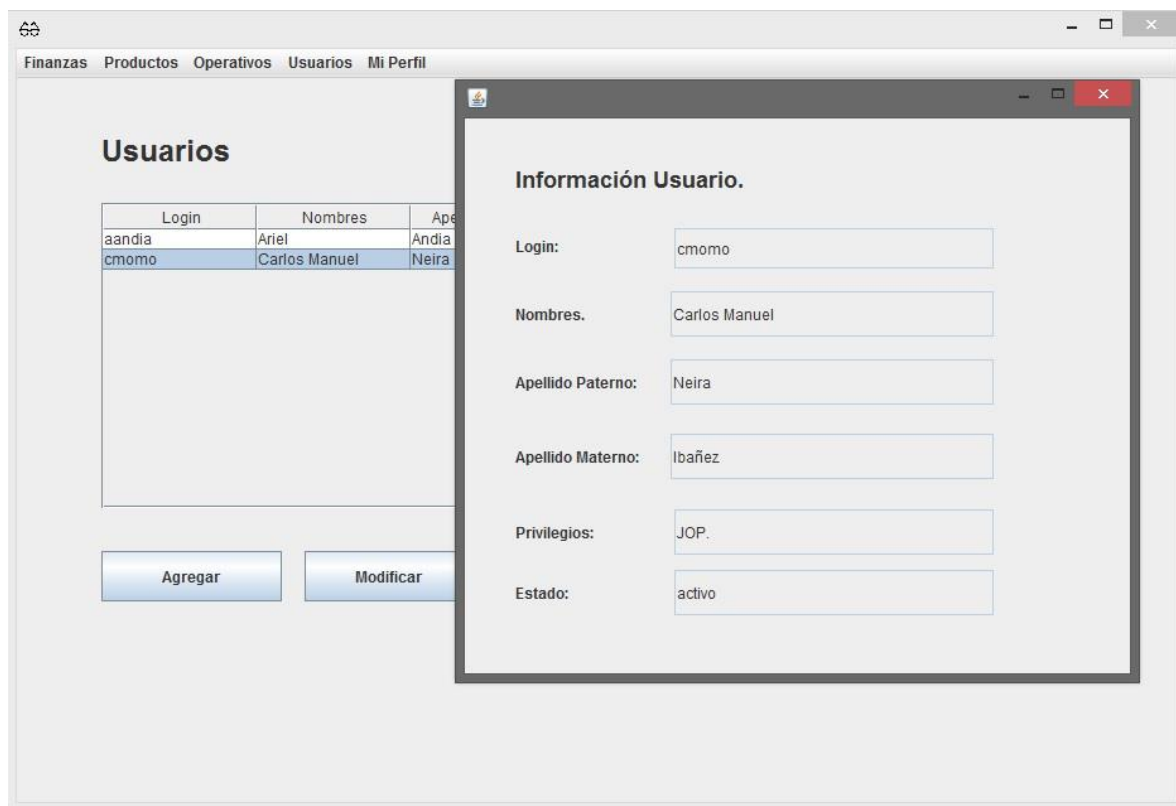 Finanzas Productos Operativos Usuarios Mi Perfil
Usuarios
Login Nombres Ape
aandia Ariel Andia
cmomo Carlos Manuel Neira
Agregar Modificar
Información Usuario.
Login: cmomo
Nombres. Carlos Manuel
Apellido Paterno: Neira
Apellido Materno: Ibañez
Privilegios: JOP.
Estado: activo